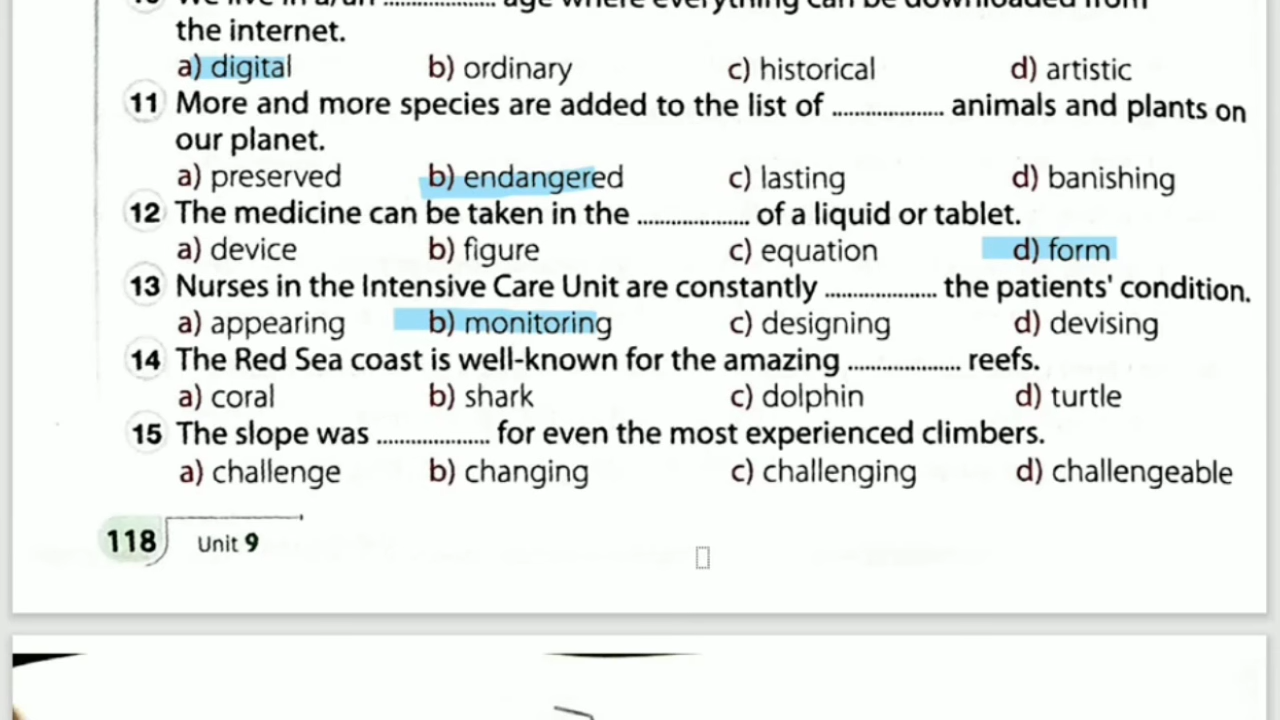 the internet.
a) digital b) ordinary c) historical d) artistic
11 More and more species are added to the list of .................... animals and plants on
our planet.
a) preserved b) endangered c) lasting d) banishing
12 The medicine can be taken in the .................... of a liquid or tablet.
a) device b) figure c) equation d) form
13 Nurses in the Intensive Care Unit are constantly .................... the patients' condition.
a) appearing b) monitoring c) designing d) devising
14 The Red Sea coast is well-known for the amazing .................... reefs.
a) coral b) shark c) dolphin d) turtle
15 The slope was .................... for even the most experienced climbers.
a) challenge b) changing c) challenging d) challengeable
118 Unit 9